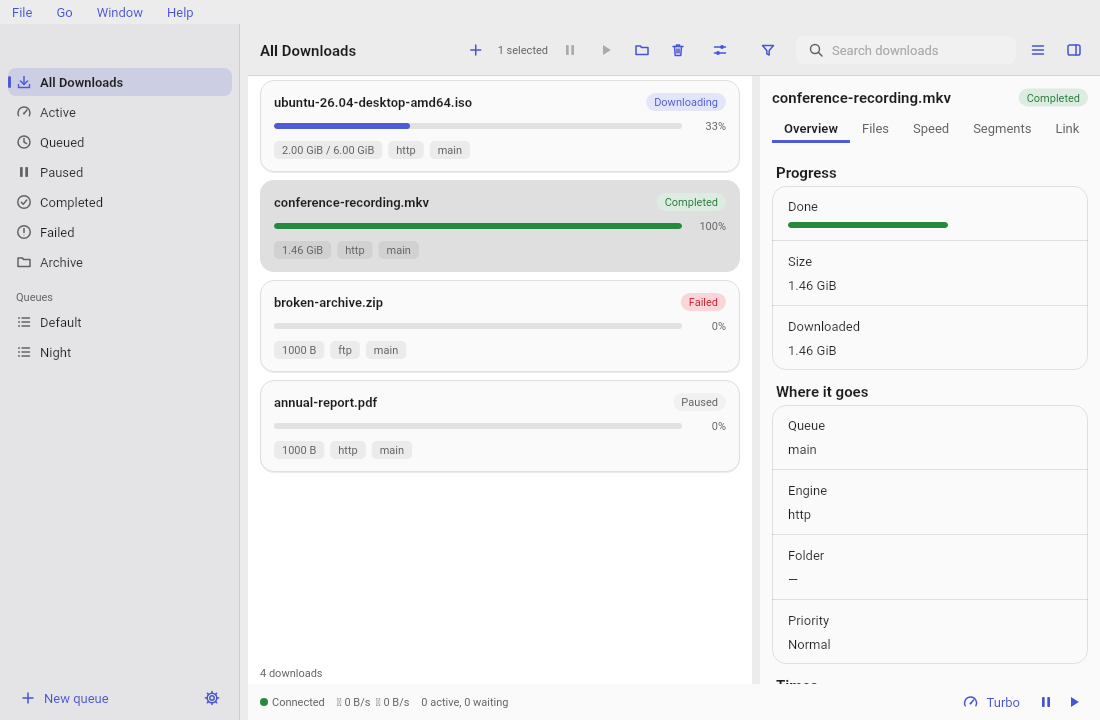 File Go Window Help
All Downloads
Active
Queued
Paused
Completed
Failed
Archive
Queues
Default
Night
New queue
All Downloads 1 selected Search downloads
ubuntu-26.04-desktop-amd64.iso Downloading
33%
2.00 GiB / 6.00 GiB http main
conference-recording.mkv Completed
100%
1.46 GiB http main
broken-archive.zip Failed
0%
1000 B ftp main
annual-report.pdf Paused
0%
1000 B http main
4 downloads
conference-recording.mkv Completed
Overview Files Speed Segments Link
Progress
Done
Size
1.46 GiB
Downloaded
1.46 GiB
Where it goes
Queue
main
Engine
http
Folder
—
Priority
Normal
Times
Connected 0 B/s 0 B/s 0 active, 0 waiting Turbo